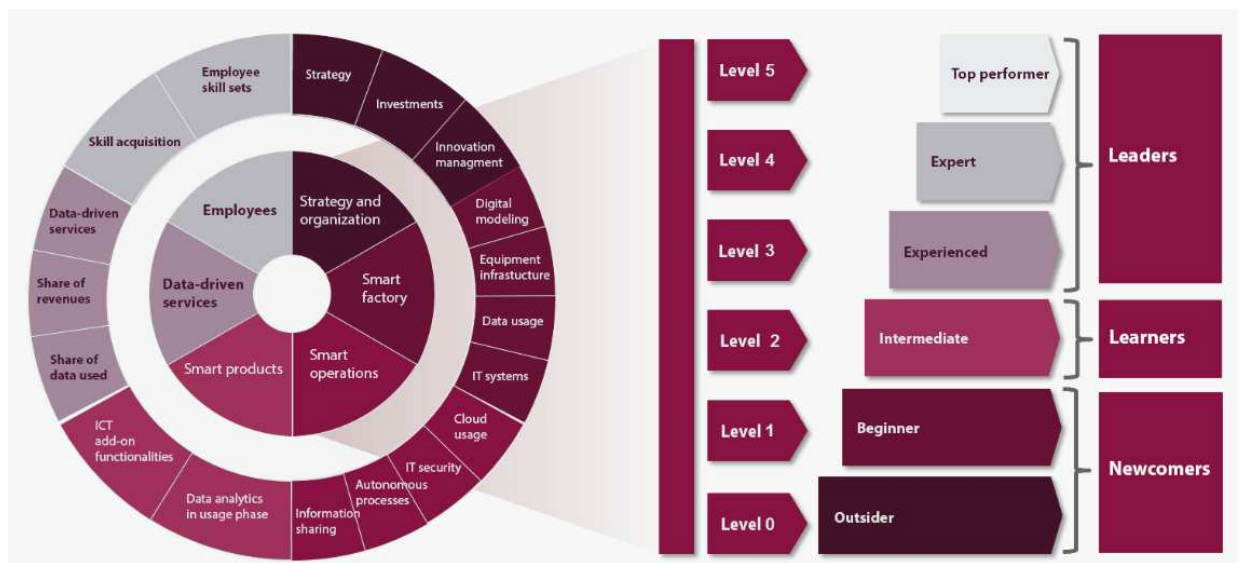 Employee
skill sets
Strategy
Investments
Innovation
managment
Digital
modeling
Equipment
infrastucture
Data usage
IT systems
Cloud
usage
IT security
Autonomous
processes
Information
sharing
Data analytics
in usage phase
ICT
add-on
functionalities
Share of
data used
Share of
revenues
Data-driven
services
Skill acquisition
Employees
Strategy and
organization
Smart
factory
Smart
operations
Smart products
Data-driven
services
Level 5
Top performer
Level 4
Expert
Leaders
Level 3
Experienced
Level 2
Intermediate
Learners
Level 1
Beginner
Newcomers
Level 0
Outsider